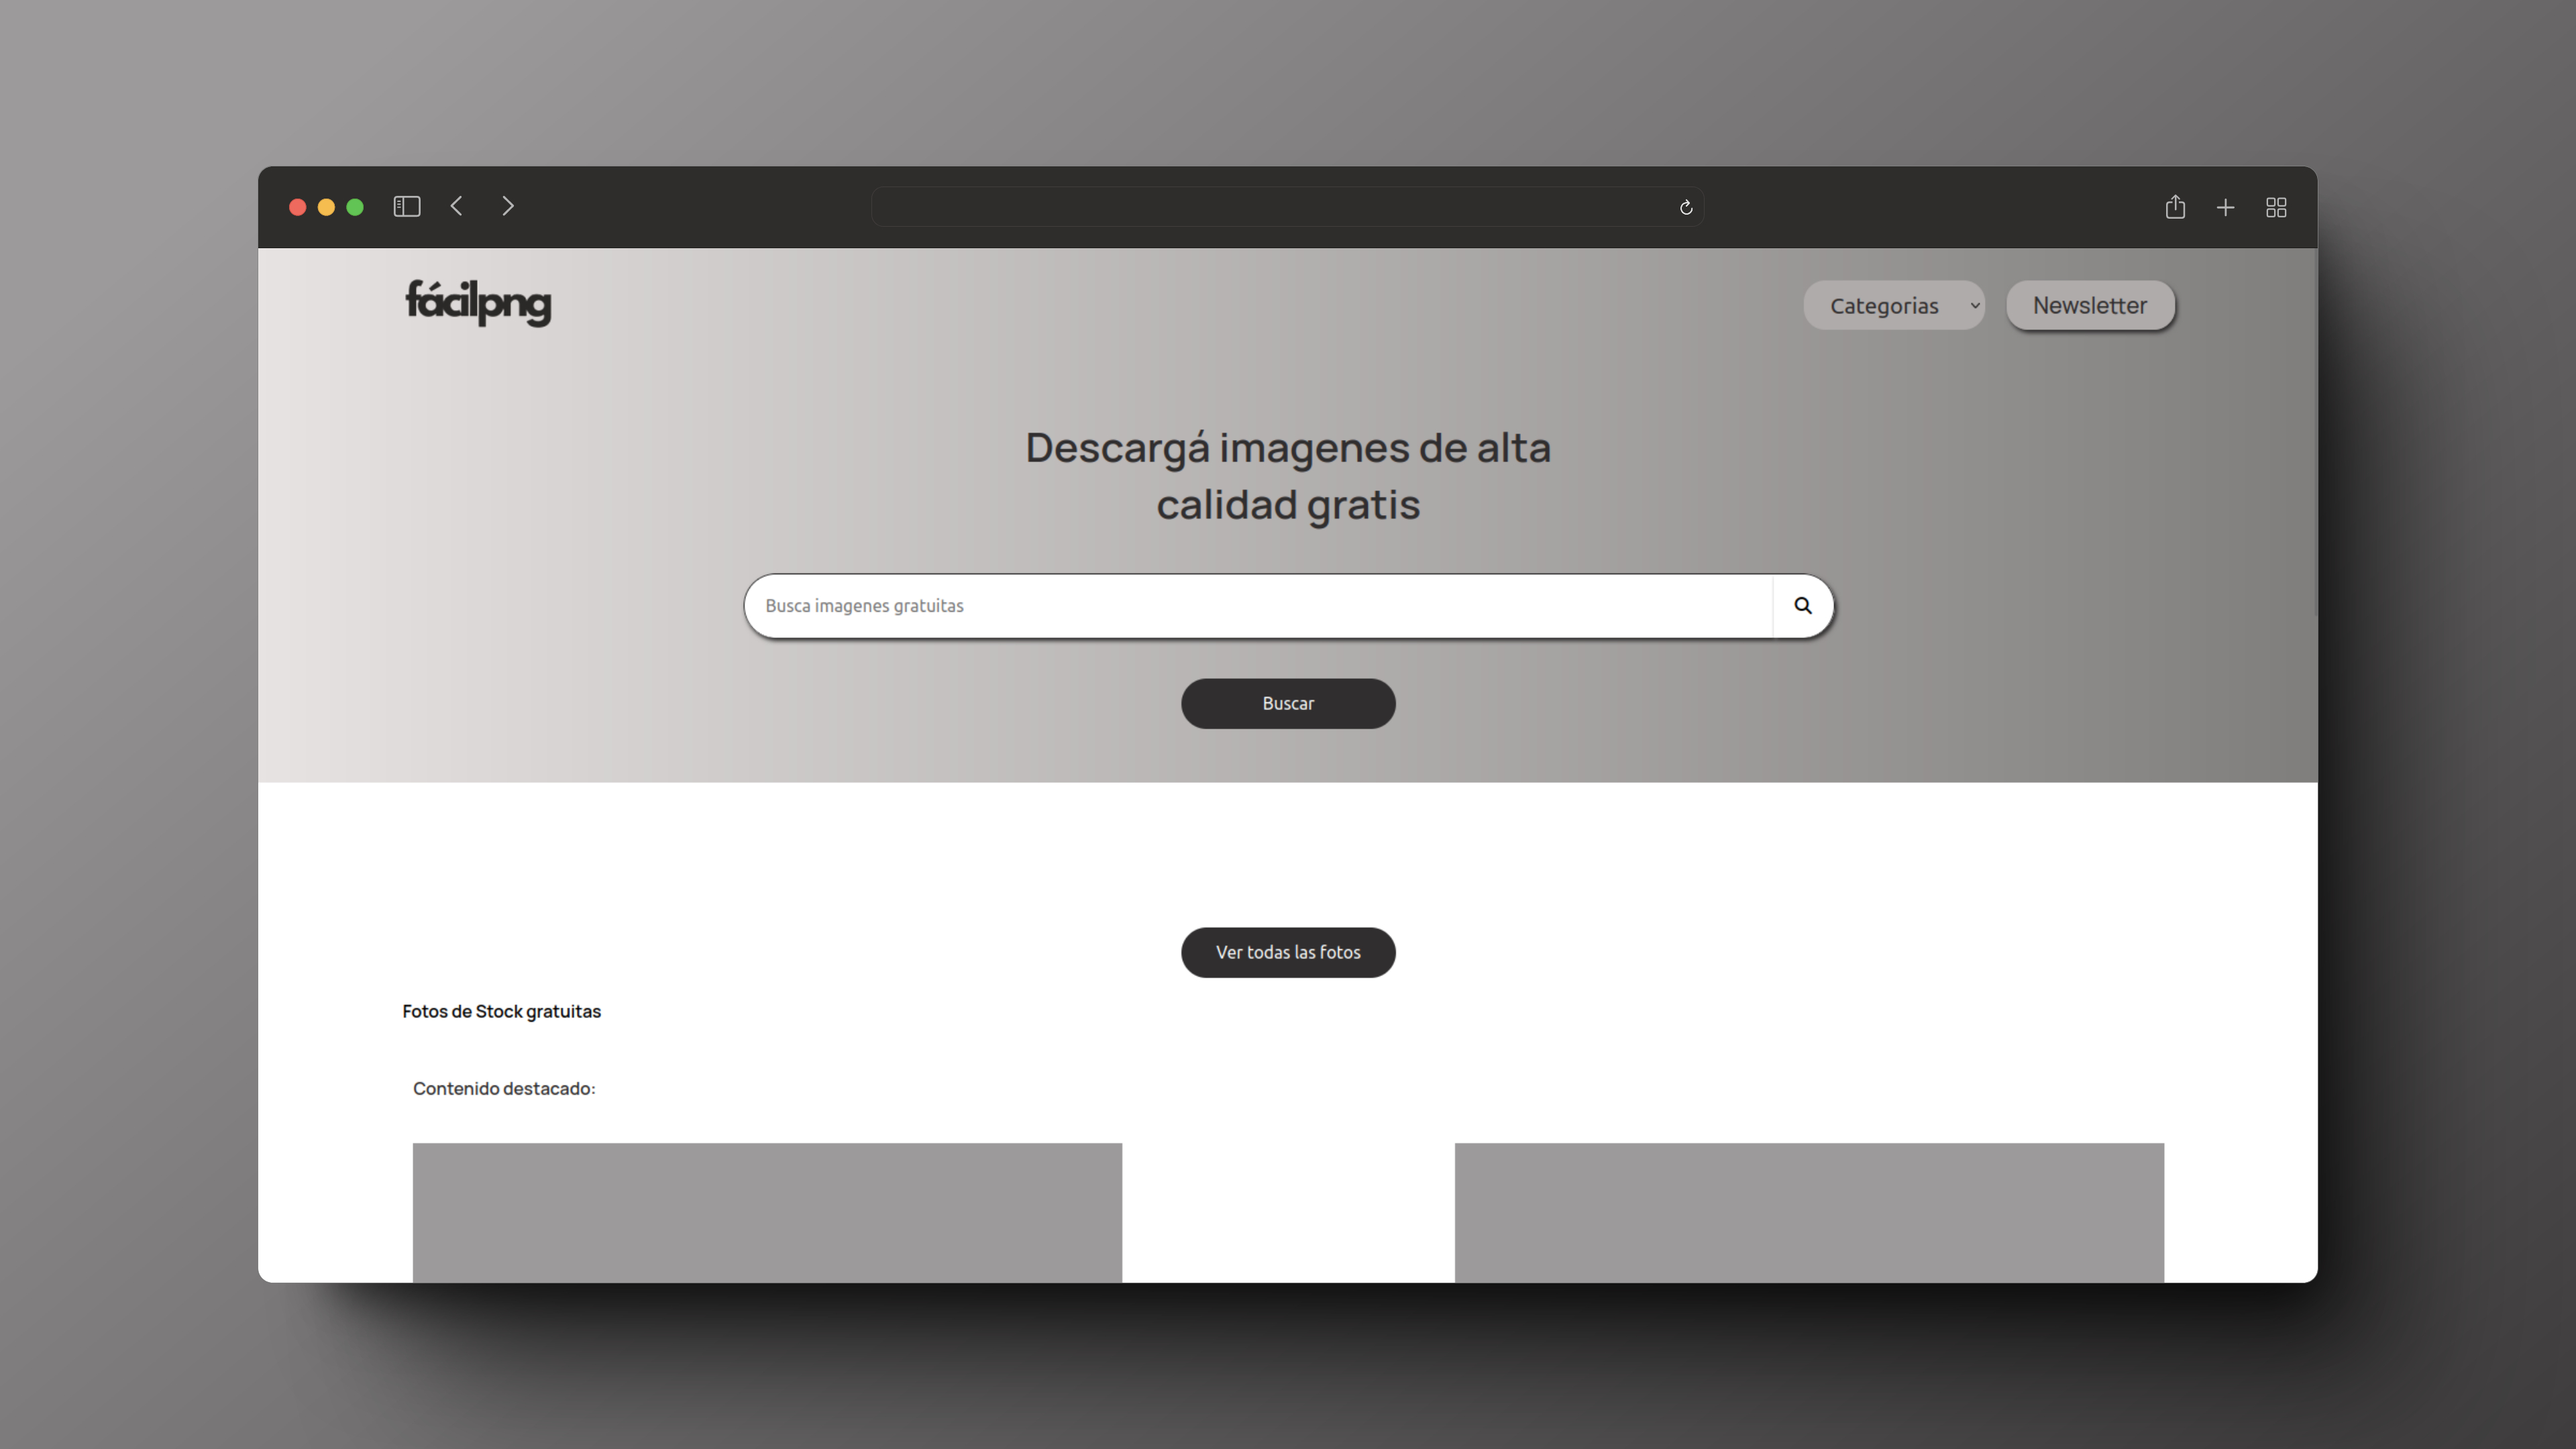 fácilpng
Categorias
Newsletter
Descargá imagenes de alta
calidad gratis
Busca imagenes gratuitas
Buscar
Ver todas las fotos
Fotos de Stock gratuitas
Contenido destacado: